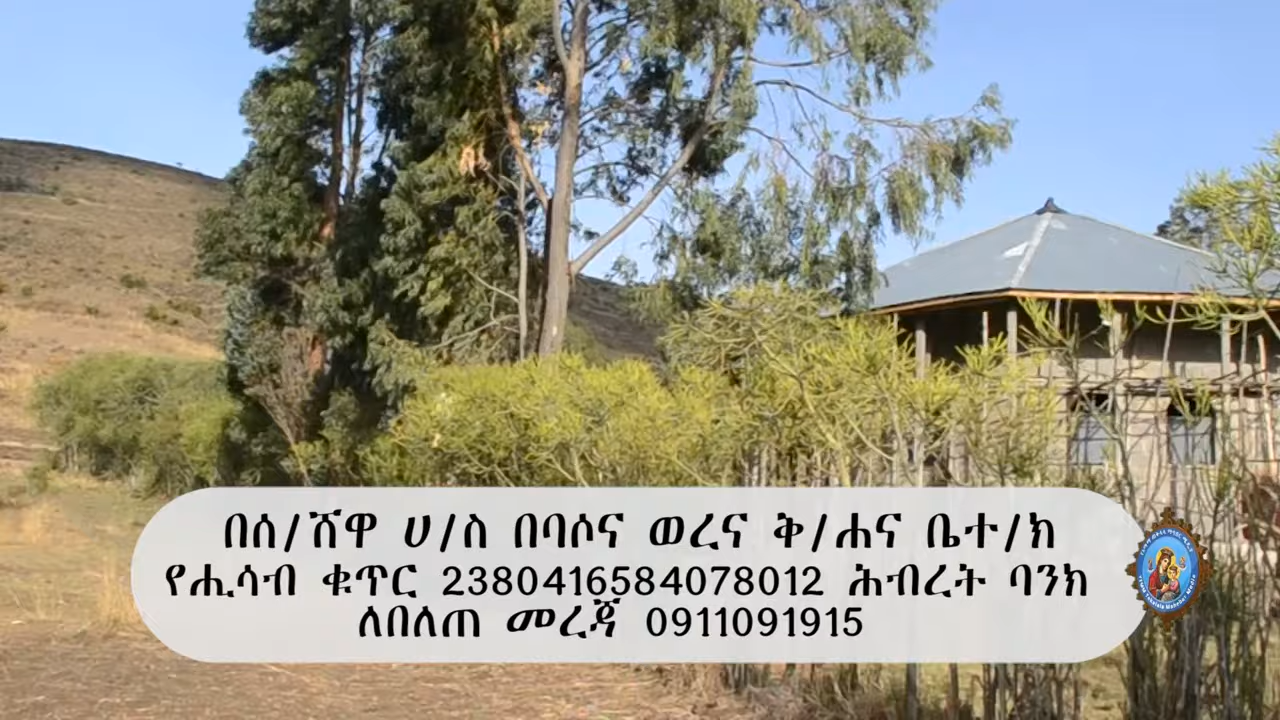 በሰ/ሸዋ ሀ/ስ በባሶና ወረና ቅ/ሐና ቤተ/ክ
የሒሳብ ቁጥር 2380416584078012 ሕብረት ባንክ
ለበለጠ መረጃ 0911091915